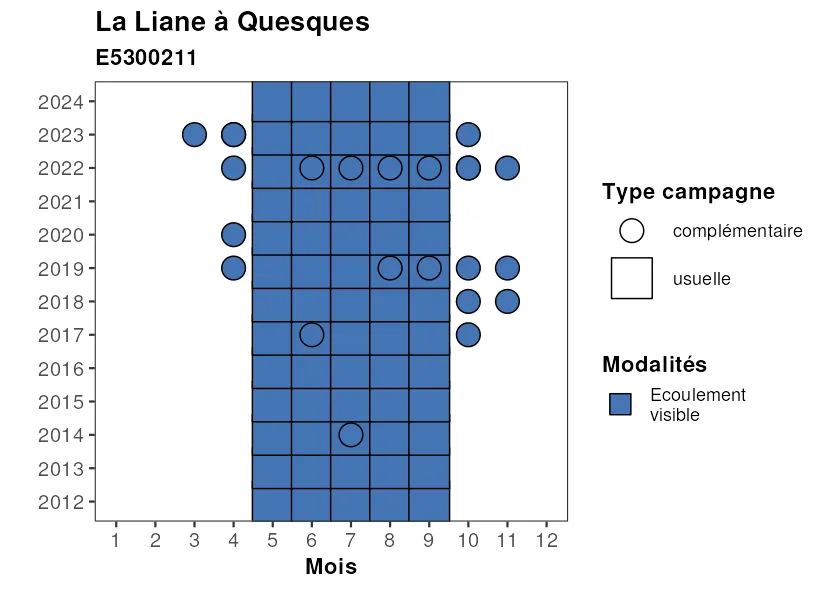 La Liane à Quesques
E5300211
2024
2023
2022
2021
2020
2019
2018
2017
2016
2015
2014
2013
2012
1 2 3 4 5 6 7 8 9 10 11 12
Mois
Type campagne
complémentaire
usuelle
Modalités
Ecoulement
visible